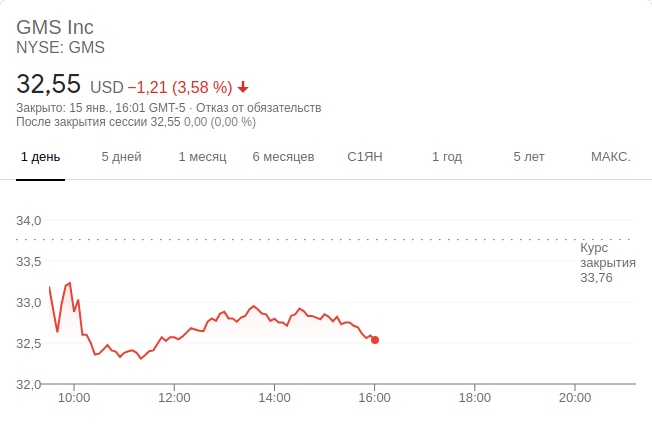 GMS Inc
NYSE: GMS
32,55 USD −1,21 (3,58 %)
Закрыто: 15 янв., 16:01 GMT-5 · Отказ от обязательств
После закрытия сессии 32,55 0,00 (0,00 %)
1 день 5 дней 1 месяц 6 месяцев С1ЯН 1 год 5 лет МАКС.
34,0
Курс
закрытия
33,76
33,5
33,0
32,5
32,0
10:00 12:00 14:00 16:00 18:00 20:00